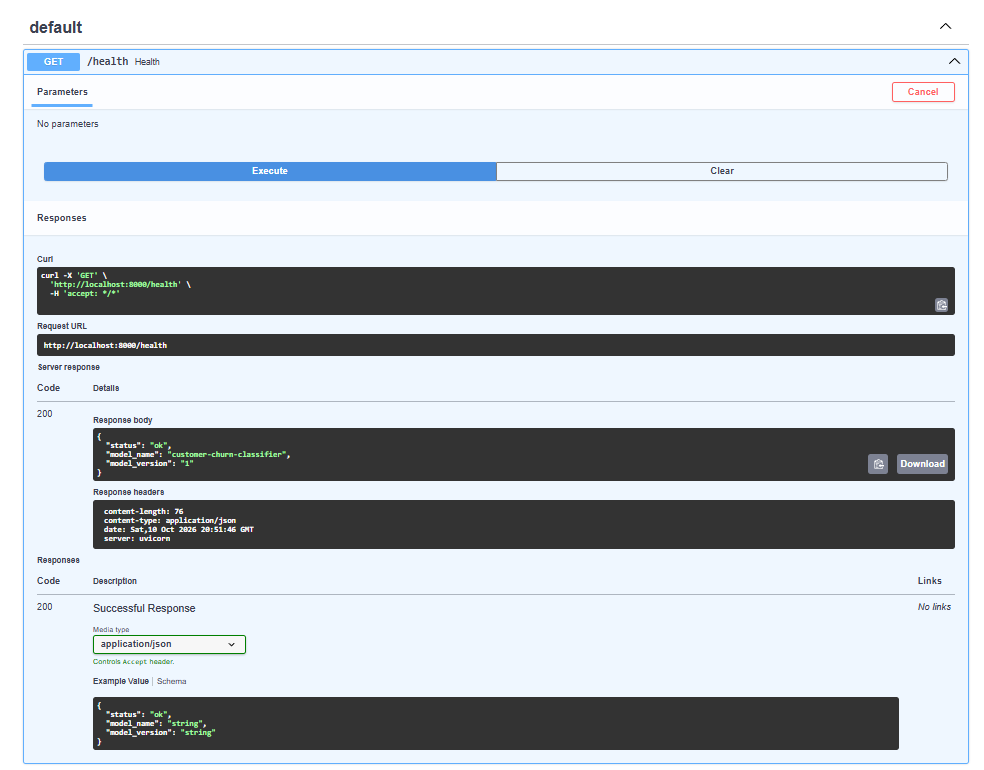 default
GET /health Health
Parameters Cancel
No parameters
Execute Clear
Responses
Curl
curl -X 'GET' \
  'http://localhost:8000/health' \
  -H 'accept: */*'
Request URL
http://localhost:8000/health
Server response
Code Details
200
Response body
{
  "status": "ok",
  "model_name": "customer-churn-classifier",
  "model_version": "1"
}
Download
Response headers
content-length: 76
content-type: application/json
date: Sat,10 Oct 2026 20:51:46 GMT
server: uvicorn
Responses
Code Description Links
200 Successful Response No links
Media type
application/json
Controls Accept header.
Example Value | Schema
{
  "status": "ok",
  "model_name": "string",
  "model_version": "string"
}